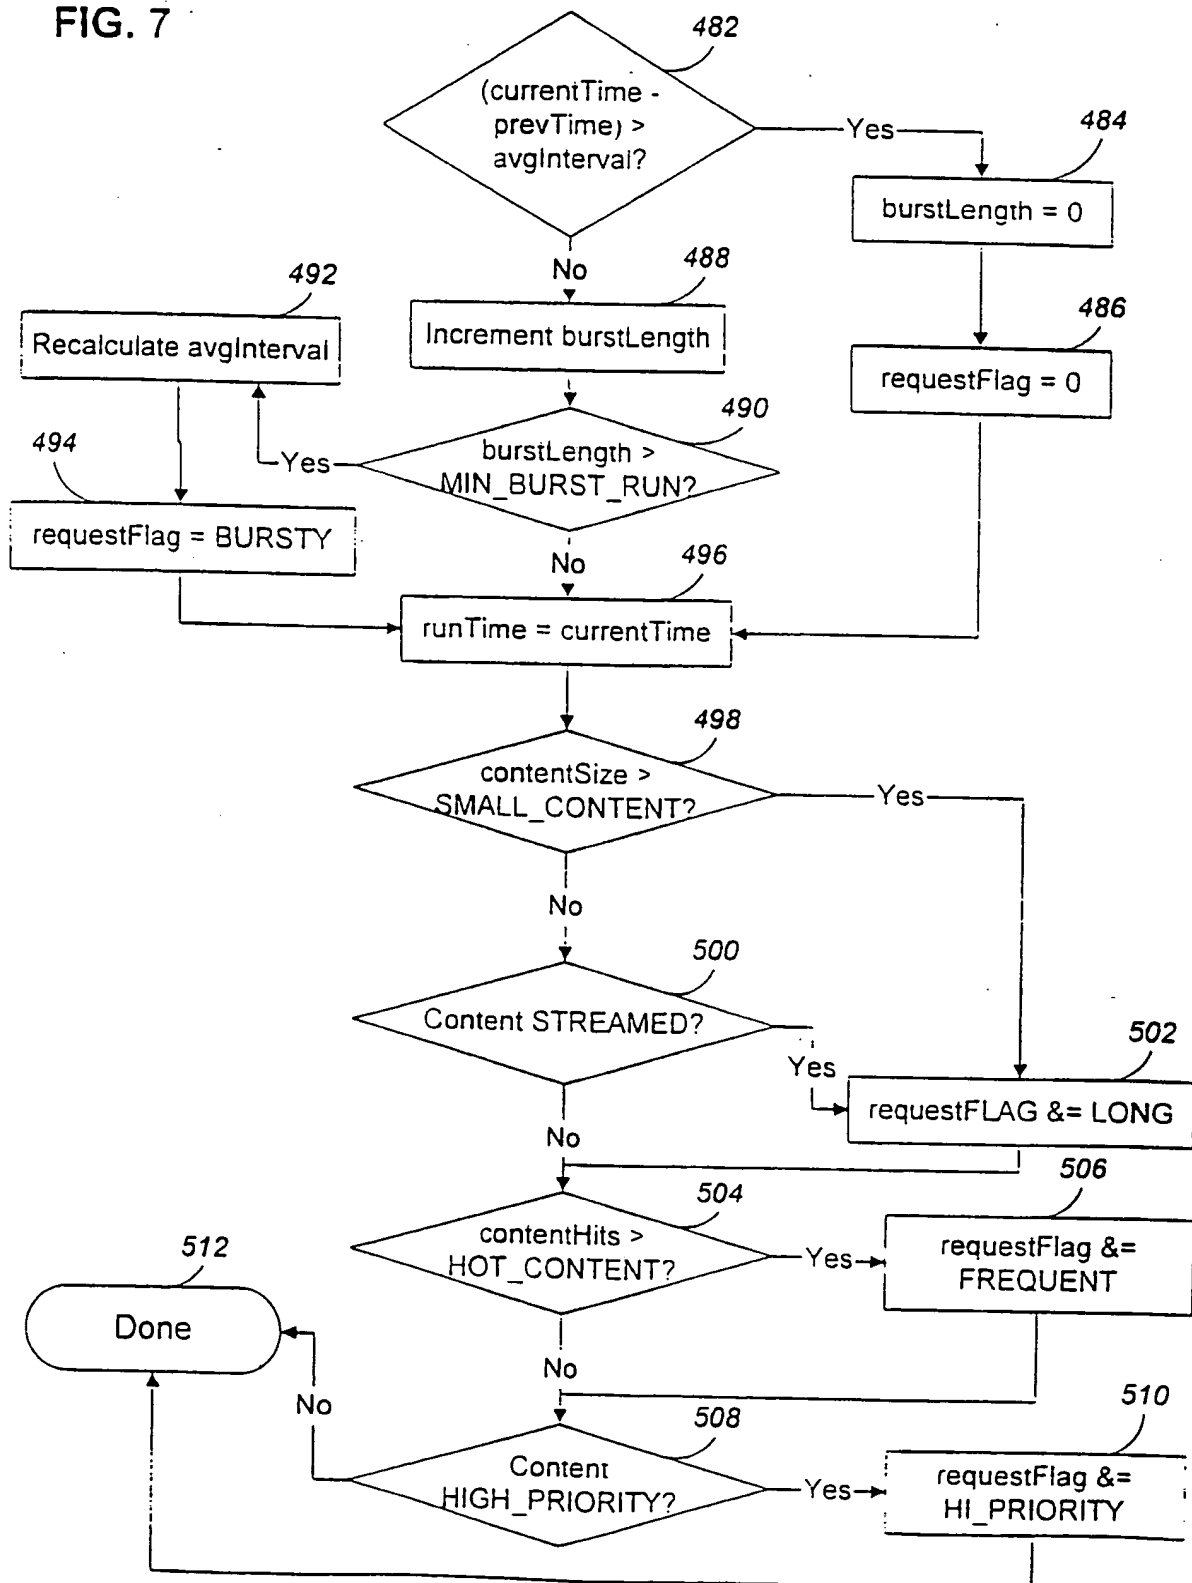 FIG. 7
482
(currentTime -
prevTime) >
avgInterval?
Yes
484
burstLength = 0
No
488
492
Recalculate avgInterval
Increment burstLength
486
requestFlag = 0
490
burstLength >
MIN_BURST_RUN?
Yes
494
requestFlag = BURSTY
No
496
runTime = currentTime
498
contentSize >
SMALL_CONTENT?
Yes
No
500
Content STREAMED?
Yes
502
requestFLAG &= LONG
No
504
contentHits >
HOT_CONTENT?
Yes
506
requestFlag &=
FREQUENT
512
Done
No
No
508
Content
HIGH_PRIORITY?
Yes
510
requestFlag &=
HI_PRIORITY